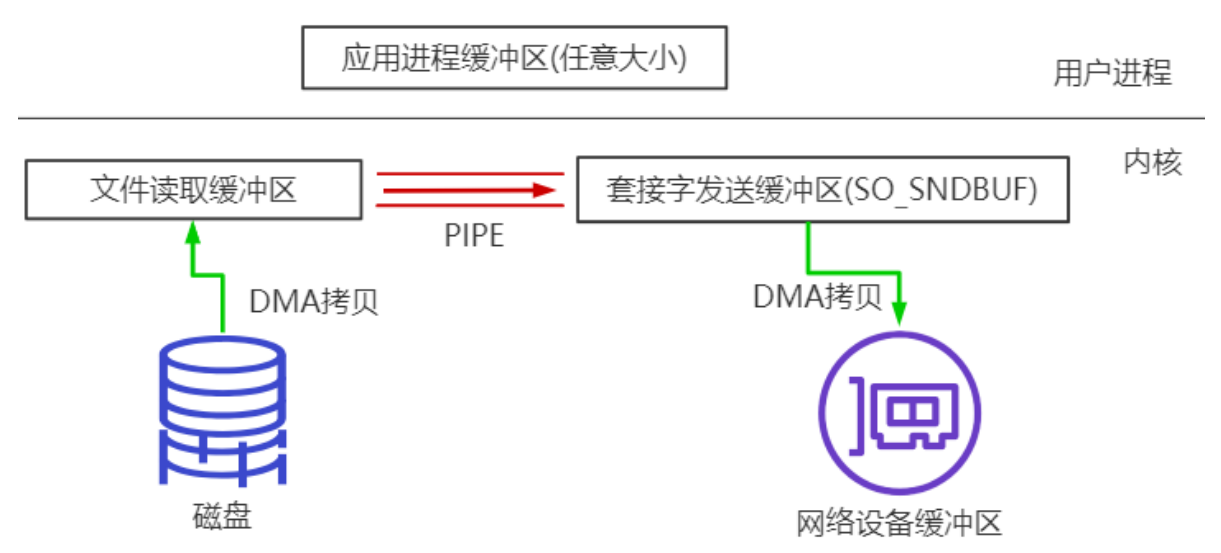 应用进程缓冲区(任意大小)
用户进程
内核
文件读取缓冲区
套接字发送缓冲区(SO_SNDBUF)
PIPE
DMA拷贝
DMA拷贝
磁盘
网络设备缓冲区